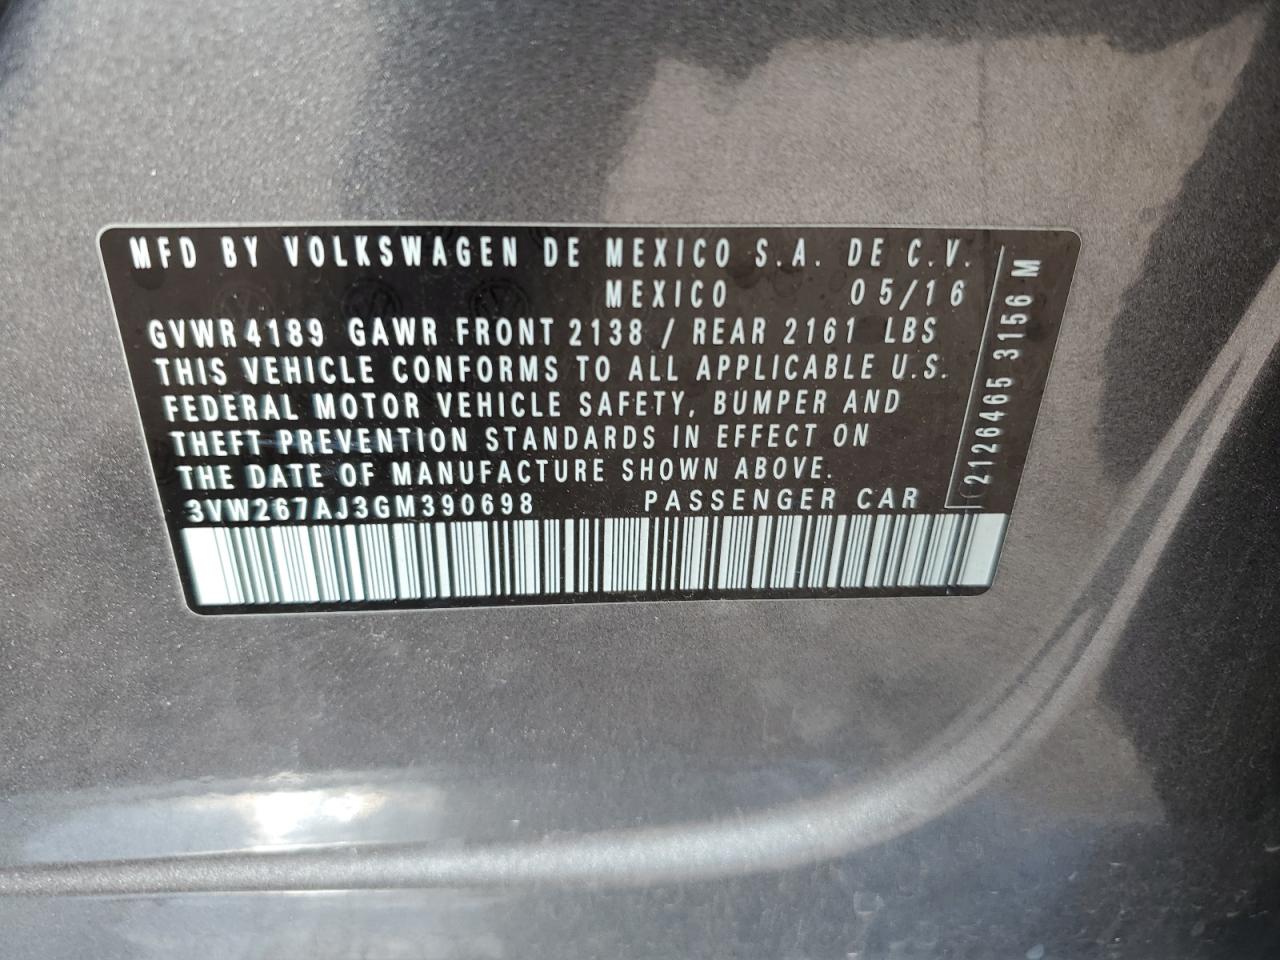 MFD BY VOLKSWAGEN DE MEXICO S.A. DE C.V.
MEXICO 05/16
GVWR 4189 GAWR FRONT 2138 / REAR 2161 LBS
THIS VEHICLE CONFORMS TO ALL APPLICABLE U.S.
FEDERAL MOTOR VEHICLE SAFETY, BUMPER AND
THEFT PREVENTION STANDARDS IN EFFECT ON
THE DATE OF MANUFACTURE SHOWN ABOVE.
3VW267AJ3GM390698 PASSENGER CAR
2126465 3156 M